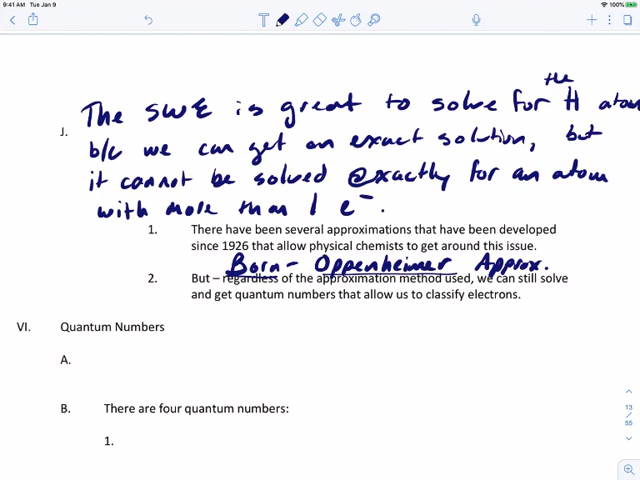 9:41 AM Tue Jan 9
100%
the
The SWE is great to solve for H atom
J.
b/c we can get an exact solution, but
it cannot be solved exactly for an atom
with more than 1 e⁻.
1. There have been several approximations that have been developed
since 1926 that allow physical chemists to get around this issue.
Born-Oppenheimer Approx.
2. But – regardless of the approximation method used, we can still solve
and get quantum numbers that allow us to classify electrons.
VI. Quantum Numbers
A.
B. There are four quantum numbers:
1.
13
/
55